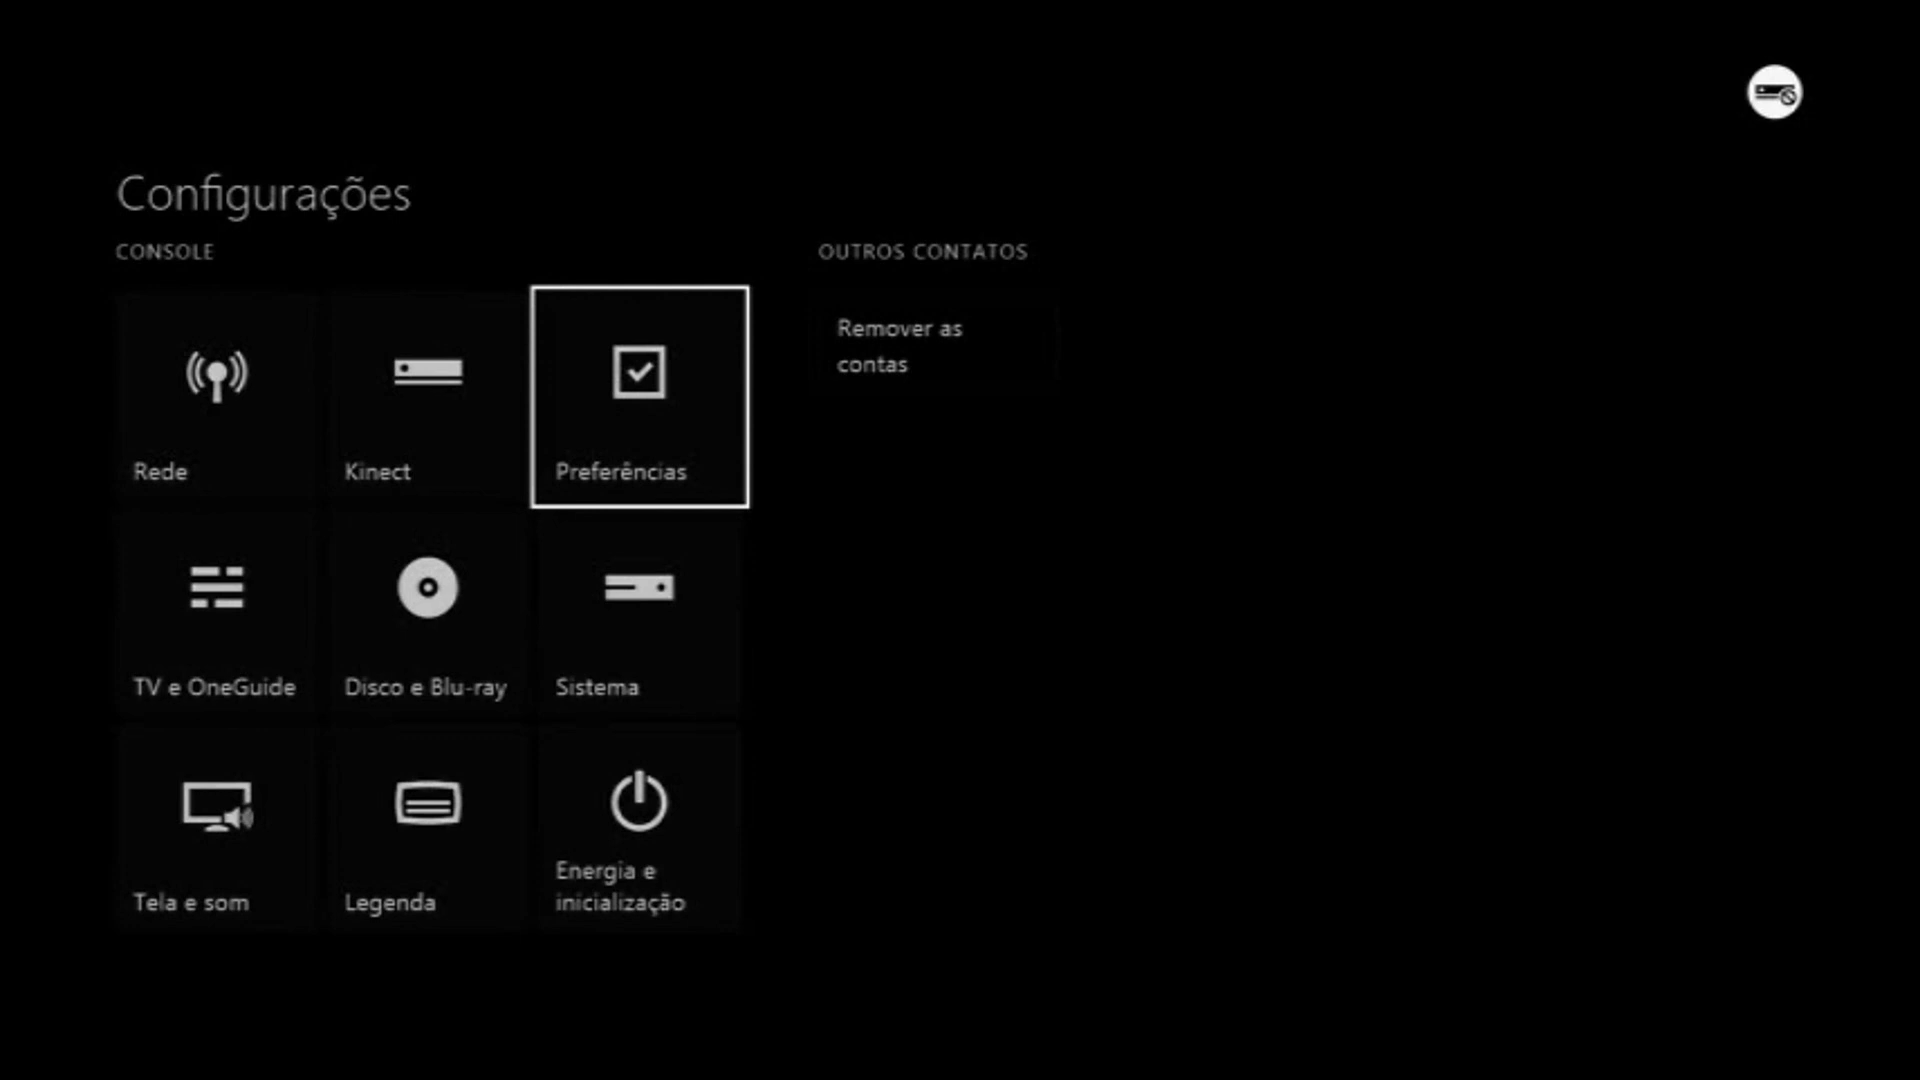 Configurações
CONSOLE
OUTROS CONTATOS
Rede
Kinect
Preferências
Remover as
contas
TV e OneGuide
Disco e Blu-ray
Sistema
Tela e som
Legenda
Energia e
inicialização